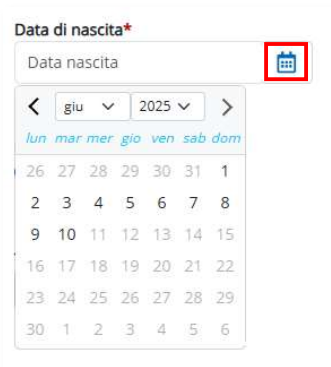 Data di nascita*
Data nascita
giu 2025
lun mar mer gio ven sab dom
26 27 28 29 30 31 1
2 3 4 5 6 7 8
9 10 11 12 13 14 15
16 17 18 19 20 21 22
23 24 25 26 27 28 29
30 1 2 3 4 5 6